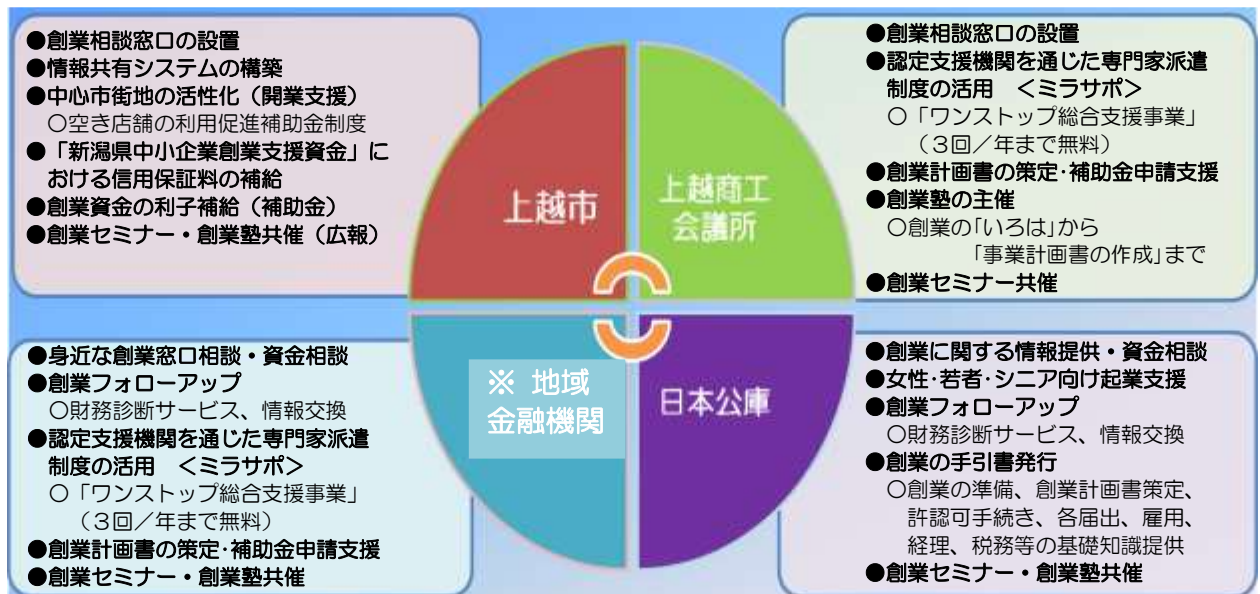 ●創業相談窓口の設置
●情報共有システムの構築
●中心市街地の活性化（開業支援）
○空き店舗の利用促進補助金制度
●「新潟県中小企業創業支援資金」に
おける信用保証料の補給
●創業資金の利子補給（補助金）
●創業セミナー・創業塾共催（広報）
上越市
上越商工
会議所
●創業相談窓口の設置
●認定支援機関を通じた専門家派遣
制度の活用　＜ミラサポ＞
○「ワンストップ総合支援事業」
（３回／年まで無料）
●創業計画書の策定･補助金申請支援
●創業塾の主催
○創業の｢いろは｣から
｢事業計画書の作成｣まで
●創業セミナー共催
●身近な創業窓口相談・資金相談
●創業フォローアップ
○財務診断サービス、情報交換
●認定支援機関を通じた専門家派遣
制度の活用　＜ミラサポ＞
○「ワンストップ総合支援事業」
（３回／年まで無料）
●創業計画書の策定･補助金申請支援
●創業セミナー・創業塾共催
※ 地域
金融機関
日本公庫
●創業に関する情報提供・資金相談
●女性･若者･シニア向け起業支援
●創業フォローアップ
○財務診断サービス、情報交換
●創業の手引書発行
○創業の準備、創業計画書策定、
許認可手続き、各届出、雇用、
経理、税務等の基礎知識提供
●創業セミナー・創業塾共催